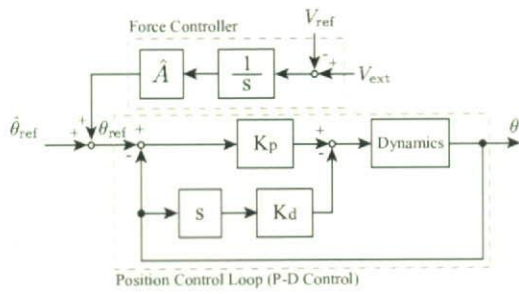 Force Controller
V_ref
Â
1/s
V_ext
- +
+
θ̂_ref
+
θ_ref
+
-
K_p
+
-
Dynamics
θ
s
K_d
Position Control Loop (P-D Control)